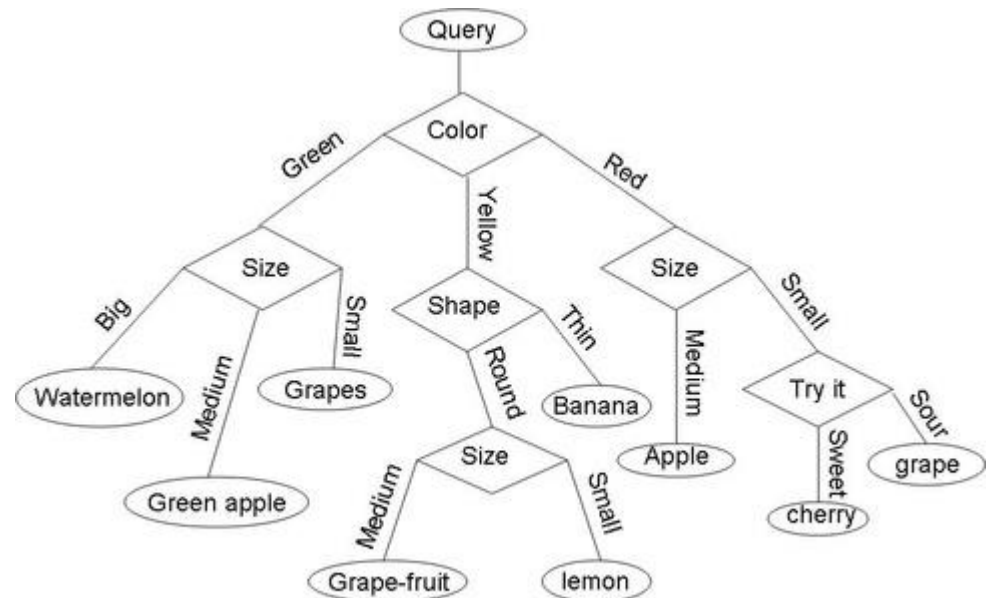 Query
Color
Green
Yellow
Red
Size
Shape
Size
Big
Medium
Small
Round
Thin
Medium
Small
Watermelon
Grapes
Banana
Try it
Green apple
Size
Apple
Sweet
Sour
Medium
Small
cherry
grape
Grape-fruit
lemon